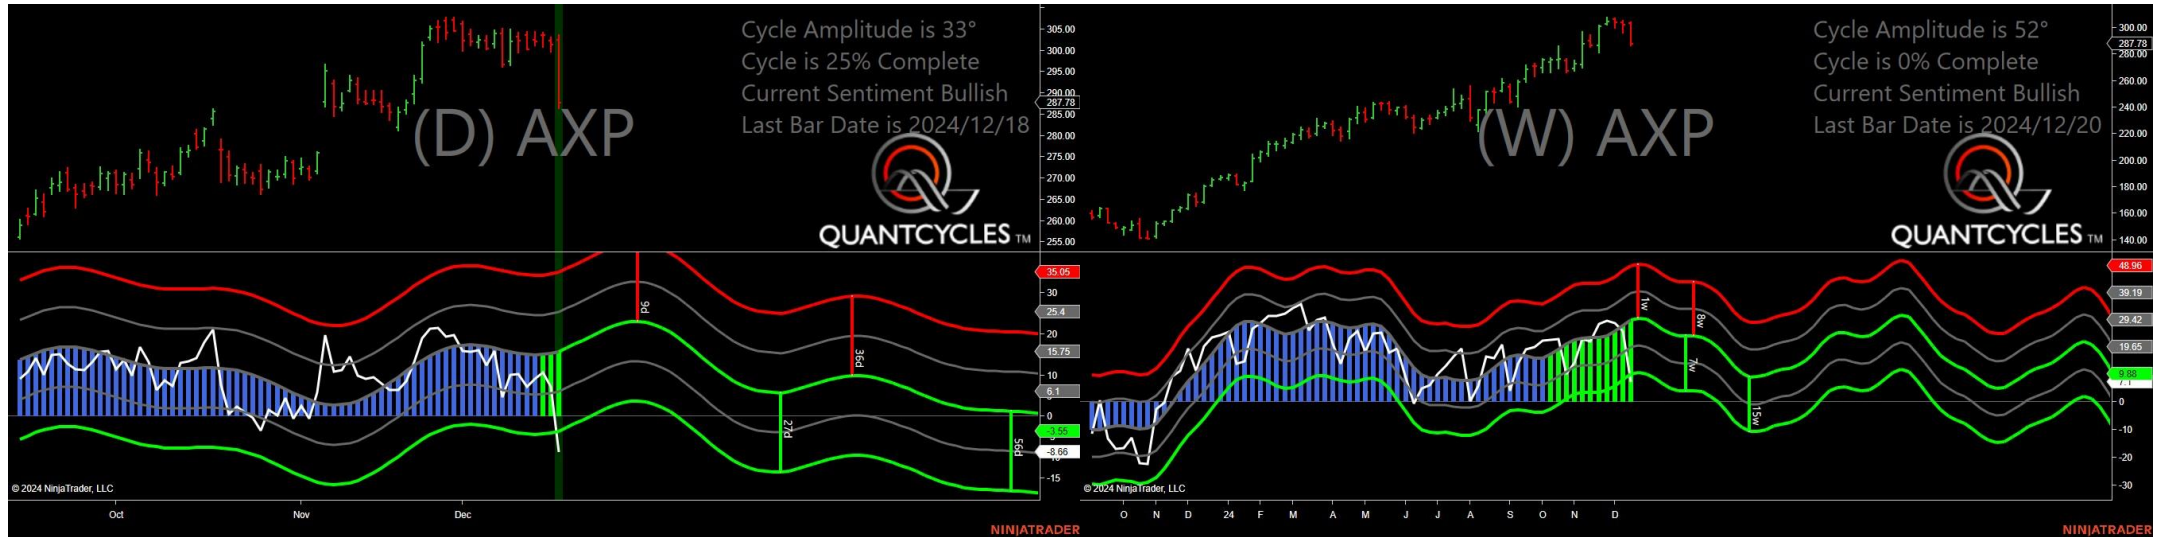 Cycle Amplitude is 33°
Cycle is 25% Complete
Current Sentiment Bullish
Last Bar Date is 2024/12/18
(D) AXP
QUANTCYCLES TM
305.00
300.00
295.00
290.00
287.78
285.00
280.00
275.00
270.00
265.00
260.00
255.00
35.05
30
25.4
20
15.75
10
6.1
0
-3.55
-8.66
-15
9d
36d
27d
56d
© 2024 NinjaTrader, LLC
Oct Nov Dec
NINJATRADER
Cycle Amplitude is 52°
Cycle is 0% Complete
Current Sentiment Bullish
Last Bar Date is 2024/12/20
(W) AXP
QUANTCYCLES TM
300.00
287.78
280.00
260.00
240.00
220.00
200.00
180.00
160.00
140.00
48.96
39.19
29.42
19.65
9.88
7.1
0
-10
-20
-30
1w
8w
7w
15w
© 2024 NinjaTrader, LLC
O N D 24 F M A M J J A S O N D
NINJATRADER